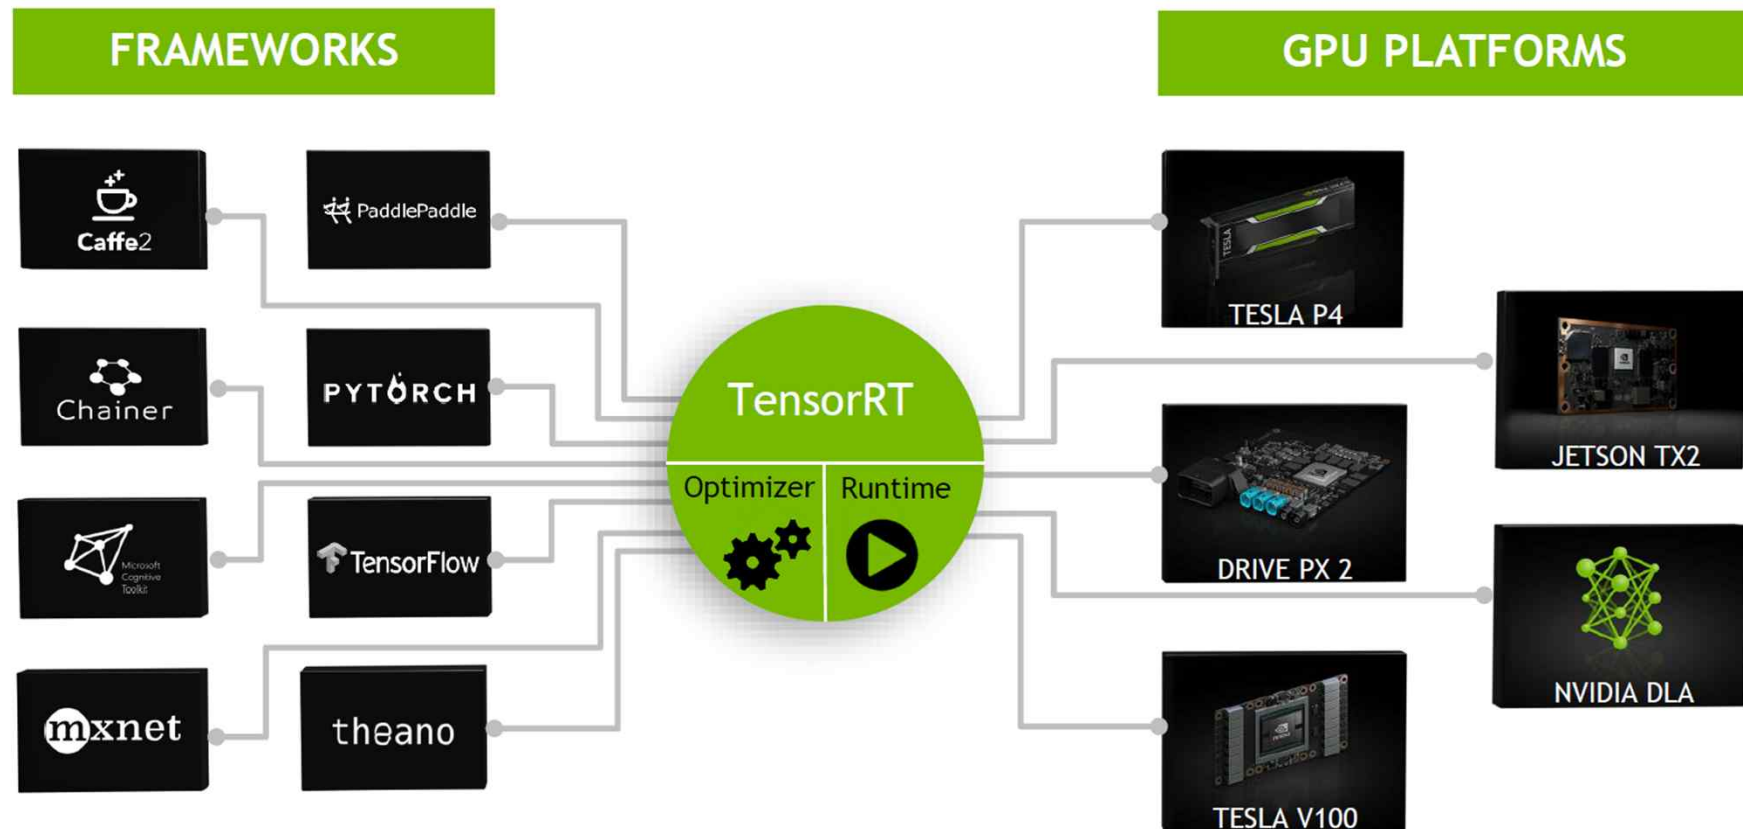 FRAMEWORKS
GPU PLATFORMS
Caffe2
PaddlePaddle
Chainer
PYTORCH
Microsoft
Cognitive
Toolkit
TensorFlow
mxnet
theano
TensorRT
Optimizer
Runtime
TESLA
TESLA P4
JETSON TX2
DRIVE PX 2
NVIDIA DLA
TESLA V100